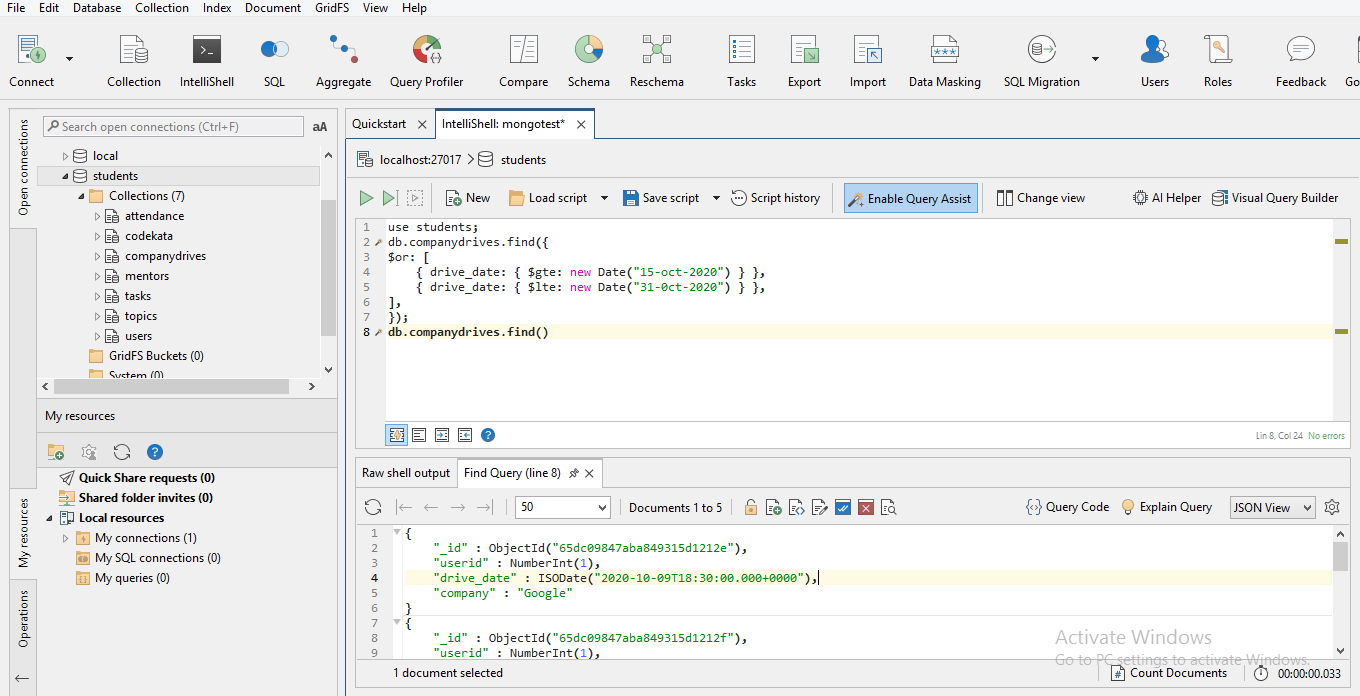 File Edit Database Collection Index Document GridFS View Help
Connect Collection IntelliShell SQL Aggregate Query Profiler Compare Schema Reschema Tasks Export Import Data Masking SQL Migration Users Roles Feedback Go
Open connections
Search open connections (Ctrl+F) aA
local
students
Collections (7)
attendance
codekata
companydrives
mentors
tasks
topics
users
GridFS Buckets (0)
System (0)
My resources
My resources
Quick Share requests (0)
Shared folder invites (0)
Local resources
My connections (1)
My SQL connections (0)
My queries (0)
Operations
Quickstart IntelliShell: mongotest*
localhost:27017 students
New Load script Save script Script history Enable Query Assist Change view AI Helper Visual Query Builder
1 use students;
2 db.companydrives.find({
3 $or: [
4 { drive_date: { $gte: new Date("15-oct-2020") } },
5 { drive_date: { $lte: new Date("31-0ct-2020") } },
6 ],
7 });
8 db.companydrives.find()
Lin 8, Col 24 No errors
Raw shell output Find Query (line 8)
50 Documents 1 to 5 Query Code Explain Query JSON View
1 {
2 "_id" : ObjectId("65dc09847aba849315d1212e"),
3 "userid" : NumberInt(1),
4 "drive_date" : ISODate("2020-10-09T18:30:00.000+0000"),
5 "company" : "Google"
6 }
7 {
8 "_id" : ObjectId("65dc09847aba849315d1212f"),
9 "userid" : NumberInt(1),
Activate Windows
Go to PC settings to activate Windows.
1 document selected Count Documents 00:00:00.033